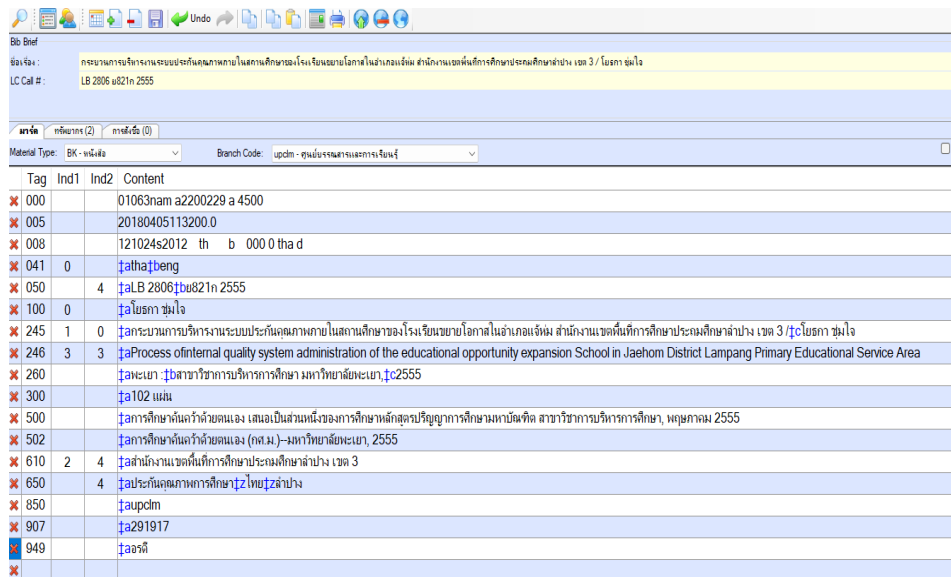 Undo
Bib Brief
ชื่อเรื่อง : กระบวนการบริหารงานระบบประกันคุณภาพภายในสถานศึกษาของโรงเรียนขยายโอกาสในอำเภอแจ้ห่ม สำนักงานเขตพื้นที่การศึกษาประถมศึกษาลำปาง เขต 3 / โยธกา ชุ่มใจ
LC Call # : LB 2806 ย821ก 2555
มาร์ค ทรัพยากร (2) การสั่งซื้อ (0)
Material Type: BK - หนังสือ Branch Code: upclm - ศูนย์บรรณสารและการเรียนรู้
Tag Ind1 Ind2 Content
000 01063nam a2200229 a 4500
005 20180405113200.0
008 121024s2012 th b 000 0 tha d
041 0 ‡atha‡beng
050 4 ‡aLB 2806‡bย821ก 2555
100 0 ‡aโยธกา ชุ่มใจ
245 1 0 ‡aกระบวนการบริหารงานระบบประกันคุณภาพภายในสถานศึกษาของโรงเรียนขยายโอกาสในอำเภอแจ้ห่ม สำนักงานเขตพื้นที่การศึกษาประถมศึกษาลำปาง เขต 3 /‡cโยธกา ชุ่มใจ
246 3 3 ‡aProcess ofinternal quality system administration of the educational opportunity expansion School in Jaehom District Lampang Primary Educational Service Area
260 ‡aพะเยา :‡bสาขาวิชาการบริหารการศึกษา มหาวิทยาลัยพะเยา,‡c2555
300 ‡a102 แผ่น
500 ‡aการศึกษาค้นคว้าด้วยตนเอง เสนอเป็นส่วนหนึ่งของการศึกษาหลักสูตรปริญญาการศึกษามหาบัณฑิต สาขาวิชาการบริหารการศึกษา, พฤษภาคม 2555
502 ‡aการศึกษาค้นคว้าด้วยตนเอง (กศ.ม.)--มหาวิทยาลัยพะเยา, 2555
610 2 4 ‡aสำนักงานเขตพื้นที่การศึกษาประถมศึกษาลำปาง เขต 3
650 4 ‡aประกันคุณภาพการศึกษา‡zไทย‡zลำปาง
850 ‡aupclm
907 ‡a291917
949 ‡aอรดี